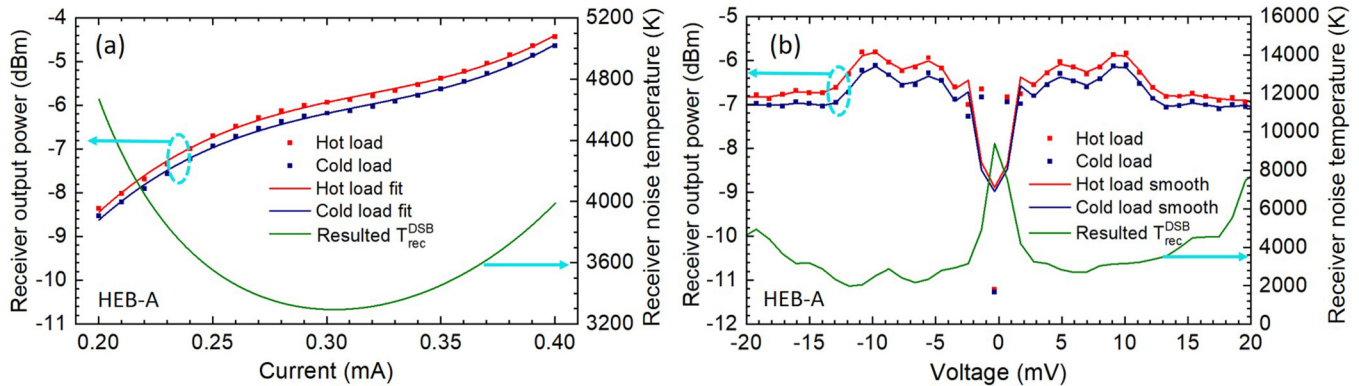 (a)
Receiver output power (dBm)
-4
-5
-6
-7
-8
-9
-10
-11
5200
4800
4400
4000
3600
3200
Receiver noise temperature (K)
Hot load
Cold load
Hot load fit
Cold load fit
Resulted T_rec^DSB
HEB-A
0.20 0.25 0.30 0.35 0.40
Current (mA)
(b)
Receiver output power (dBm)
-5
-6
-7
-8
-9
-10
-11
-12
16000
14000
12000
10000
8000
6000
4000
2000
0
Receiver noise temperature (K)
Hot load
Cold load
Hot load smooth
Cold load smooth
Resulted T_rec^DSB
HEB-A
-20 -15 -10 -5 0 5 10 15 20
Voltage (mV)